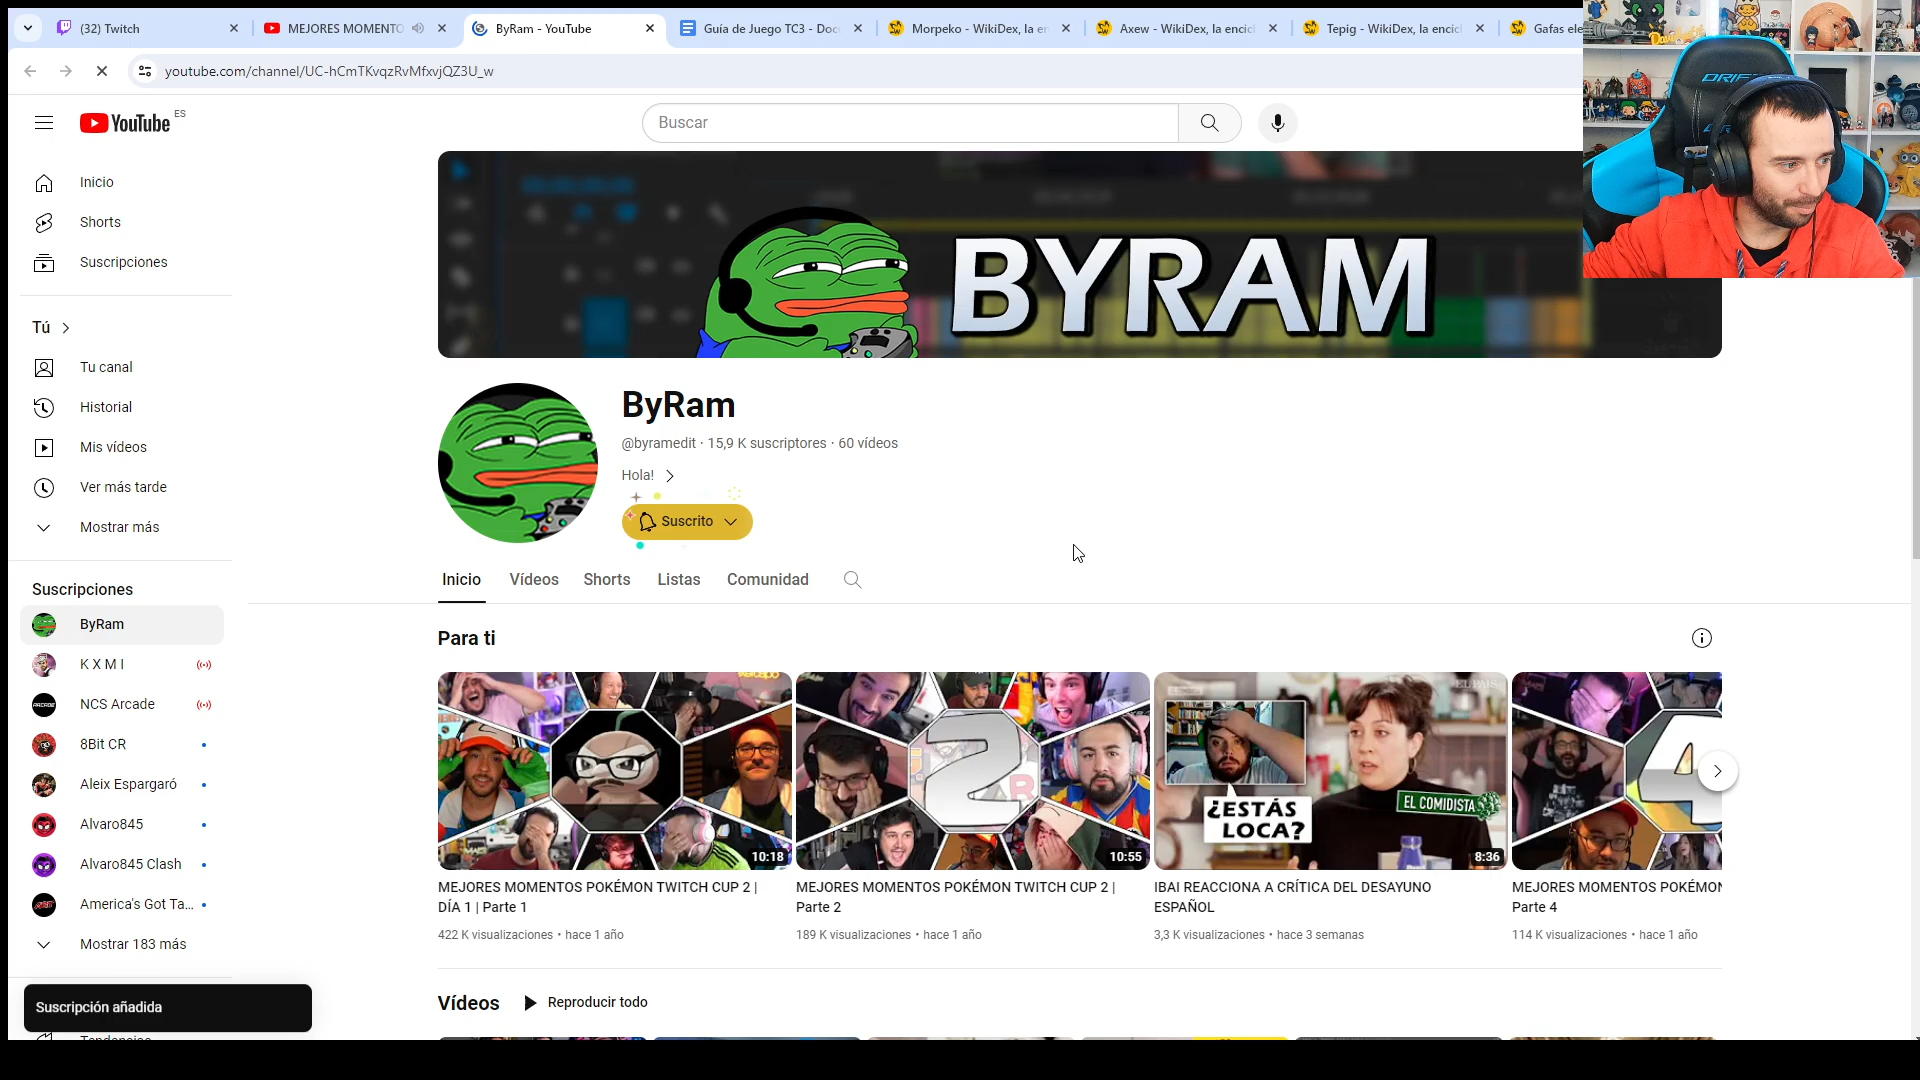 (32) Twitch
MEJORES MOMENTO
ByRam - YouTube
Guía de Juego TC3 - Doc
Morpeko - WikiDex, la en
Axew - WikiDex, la encic
Tepig - WikiDex, la encic
Gafas ele
youtube.com/channel/UC-hCmTKvqzRvMfxvjQZ3U_w
YouTube ES
Buscar
Inicio
Shorts
Suscripciones
Tú
Tu canal
Historial
Mis vídeos
Ver más tarde
Mostrar más
Suscripciones
ByRam
K X M I
NCS Arcade
8Bit CR
Aleix Espargaró
Alvaro845
Alvaro845 Clash
America's Got Ta...
Mostrar 183 más
Suscripción añadida
Tendencias
BYRAM
DRIF
ByRam
@byramedit · 15,9 K suscriptores · 60 vídeos
Hola!
Suscrito
Inicio
Vídeos
Shorts
Listas
Comunidad
Para ti
10:18
MEJORES MOMENTOS POKÉMON TWITCH CUP 2 |
DÍA 1 | Parte 1
422 K visualizaciones • hace 1 año
2
R
10:55
MEJORES MOMENTOS POKÉMON TWITCH CUP 2 |
Parte 2
189 K visualizaciones • hace 1 año
EL PAÍS
¿ESTÁS
LOCA?
EL COMIDISTA
8:36
IBAI REACCIONA A CRÍTICA DEL DESAYUNO
ESPAÑOL
3,3 K visualizaciones • hace 3 semanas
4
MEJORES MOMENTOS POKÉMON
Parte 4
114 K visualizaciones • hace 1 año
Vídeos
Reproducir todo